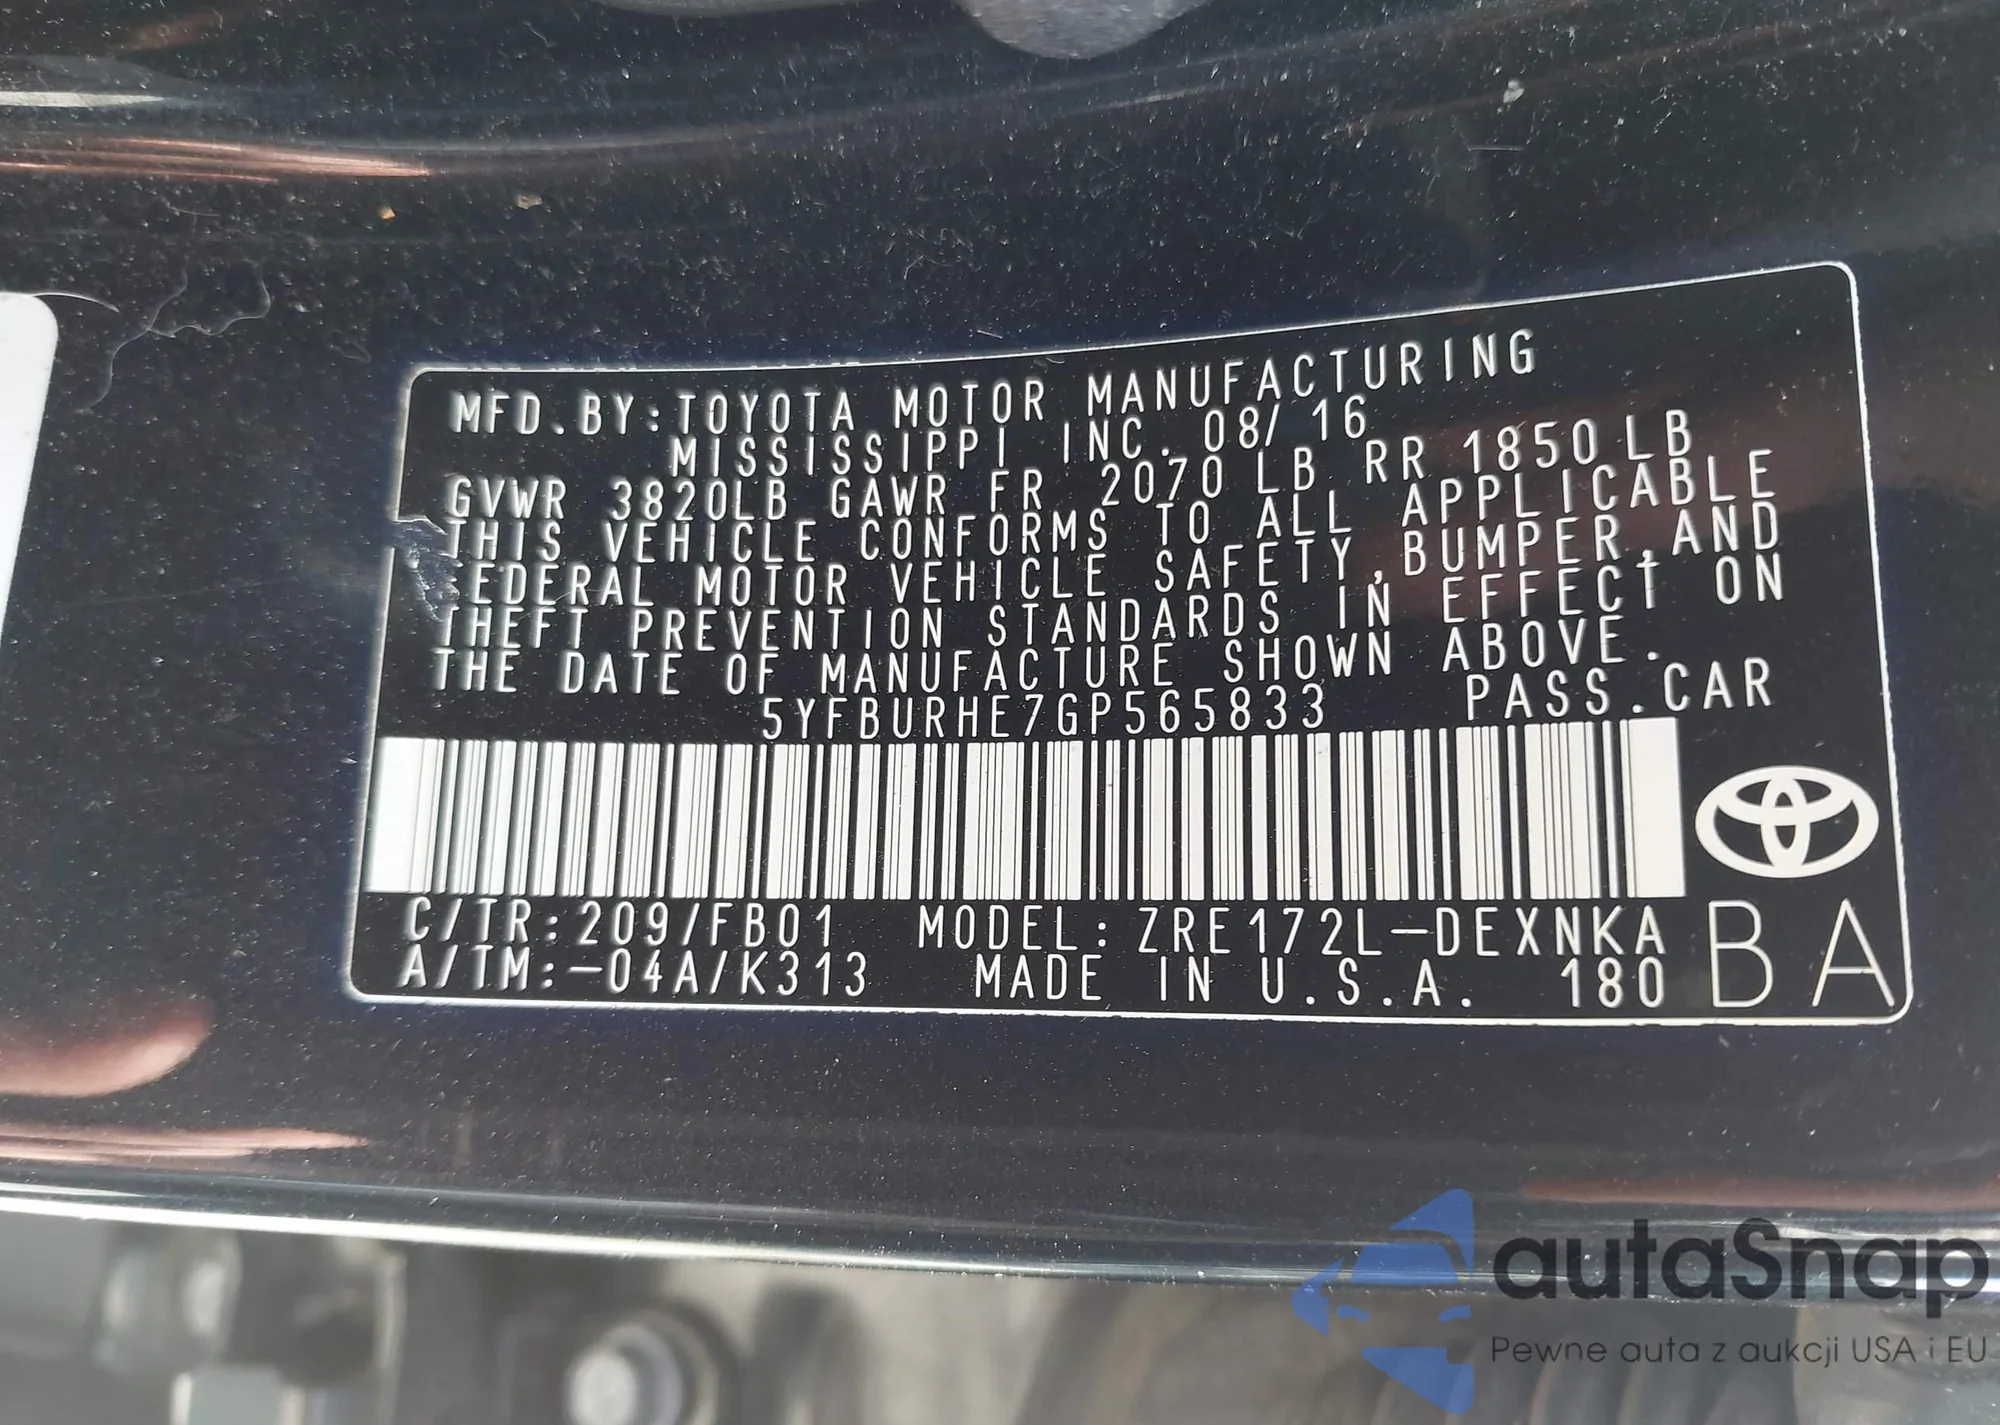 MFD.BY:TOYOTA MOTOR MANUFACTURING
MISSISSIPPI INC. 08/16
GVWR 3820LB GAWR FR 2070 LB RR 1850LB
THIS VEHICLE CONFORMS TO ALL APPLICABLE
EDERAL MOTOR VEHICLE SAFETY,BUMPER,AND
THEFT PREVENTION STANDARDS IN EFFECT ON
THE DATE OF MANUFACTURE SHOWN ABOVE.
5YFBURHE7GP565833 PASS.CAR
C/TR:209/FB01 MODEL:ZRE172L-DEXNKA
A/TM:-04A/K313 MADE IN U.S.A. 180
BA
autaSnap
Pewne auta z aukcji USA i EU